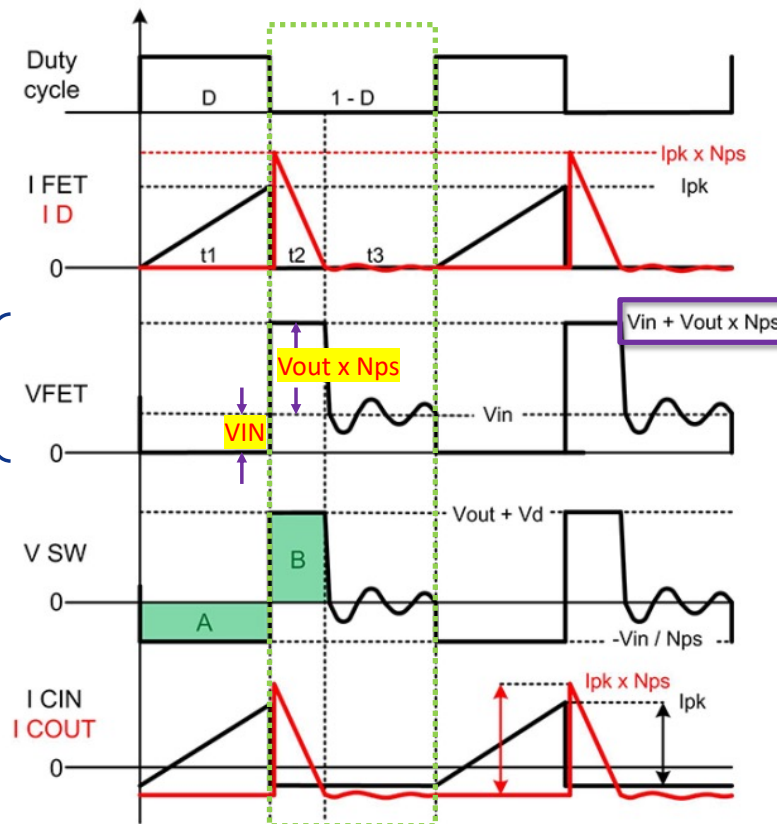 Duty
cycle
D
1 - D
Ipk x Nps
I FET
I D
Ipk
t1
t2
t3
0
Vin + Vout x Nps
Vout x Nps
VFET
VIN
Vin
0
Vout + Vd
V SW
B
0
A
-Vin / Nps
I CIN
I COUT
Ipk x Nps
Ipk
0